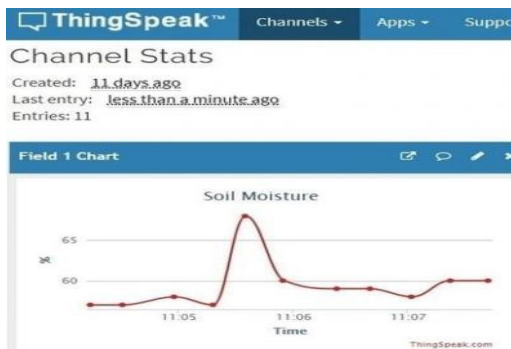 ThingSpeak™ Channels Apps Suppo
Channel Stats
Created: 11 days ago
Last entry: less than a minute ago
Entries: 11
Field 1 Chart
Soil Moisture
65
%
60
11:05 11:06 11:07
Time
ThingSpeak.com